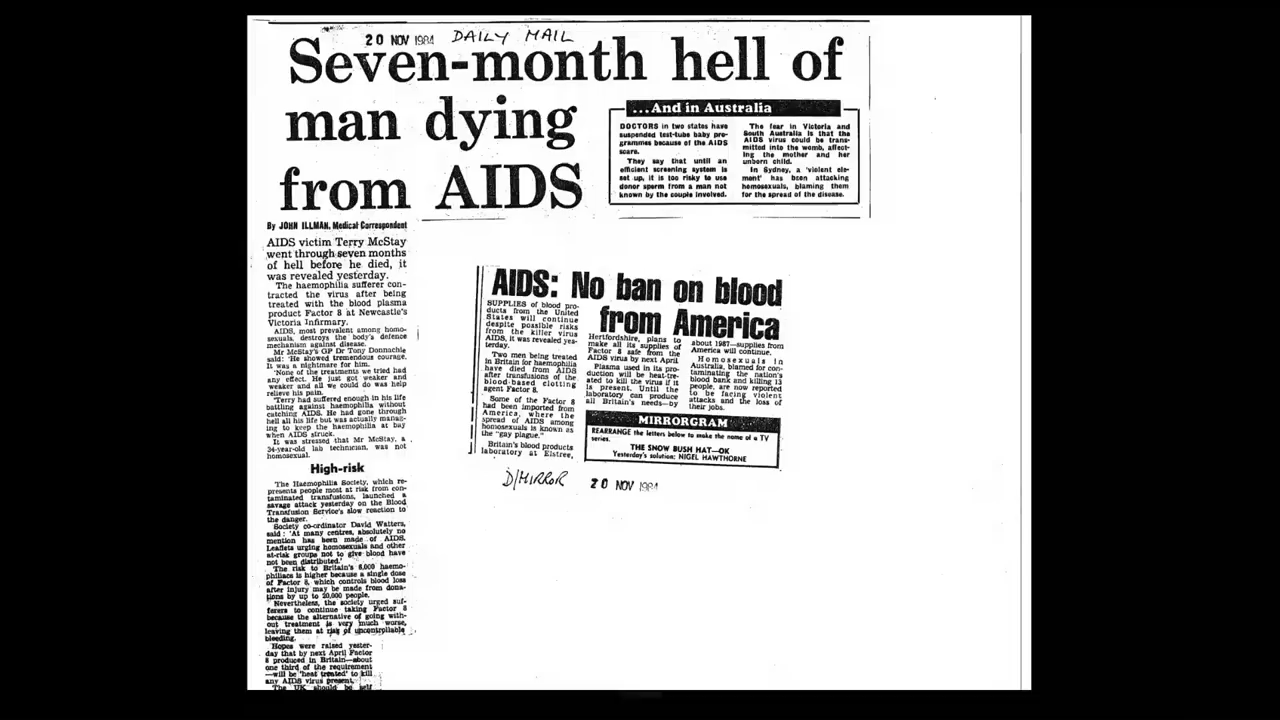 20 NOV 1984 DAILY MAIL
Seven-month hell of
man dying
from AIDS
...And in Australia
DOCTORS in two states have
suspended test-tube baby pro-
grammes because of the AIDS
scare.
They say that until an
efficient screening system is
set up, it is too risky to use
donor sperm from a man not
known by the couple involved.
The fear in Victoria and
South Australia is that the
AIDS virus could be trans-
mitted into the womb, affect-
ing the mother and her
unborn child.
In Sydney, a 'violent ele-
ment' has been attacking
homosexuals, blaming them
for the spread of the disease.
By JOHN ILLMAN, Medical Correspondent
AIDS victim Terry McStay
went through seven months
of hell before he died, it
was revealed yesterday.
The haemophilia sufferer con-
tracted the virus after being
treated with the blood plasma
product Factor 8 at Newcastle's
Victoria Infirmary.
AIDS, most prevalent among homo-
sexuals, destroys the body's defence
mechanism against disease.
Mr McStay's GP Dr Tony Donnachie
said: 'He showed tremendous courage.
It was a nightmare for him.
'None of the treatments we tried had
any effect. He just got weaker and
weaker and all we could do was help
relieve his pain.
'Terry had suffered enough in his life
battling against haemophilia without
catching AIDS. He had gone through
hell all his life but was actually manag-
ing to keep the haemophilia at bay
when AIDS struck.
It was stressed that Mr McStay, a
34-year-old lab technician, was not
homosexual.
High-risk
The Haemophilia Society, which re-
presents people most at risk from con-
taminated transfusions, launched a
savage attack yesterday on the Blood
Transfusion Service's slow reaction to
the danger.
Society co-ordinator David Watters,
said: 'At many centres, absolutely no
mention has been made of AIDS.
Leaflets urging homosexuals and other
at-risk groups not to give blood have
not been distributed.'
The risk to Britain's 6,000 haemo-
philiacs is higher because a single dose
of Factor 8, which controls blood loss
after injury may be made from dona-
tions by up to 20,000 people.
Nevertheless, the society urged suf-
ferers to continue taking Factor 8
because the alternative of going with-
out treatment is very much worse,
leaving them at risk of uncontrollable
bleeding.
Hopes were raised yester-
day that by next April Factor
8 produced in Britain—about
one third of the requirement
—will be 'heat treated' to kill
any AIDS virus present.
The UK should be self
AIDS: No ban on blood
from America
SUPPLIES of blood pro-
ducts from the United
States will continue
despite possible risks
from the killer virus
AIDS, it was revealed yes-
terday.
Two men being treated
in Britain for haemophilia
have died from AIDS
after transfusions of the
blood-based clotting
agent Factor 8.
Some of the Factor 8
had been imported from
America, where the
spread of AIDS among
homosexuals is known as
the "gay plague."
Britain's blood products
laboratory at Elstree,
Hertfordshire, plans to
make all its supplies of
Factor 8 safe from the
AIDS virus by next April.
Plasma used in its pro-
duction will be heat-tre-
ated to kill the virus if it
is present. Until the
laboratory can produce
all Britain's needs—by
about 1987—supplies from
America will continue.
Homosexuals in
Australia, blamed for con-
taminating the nation's
blood bank and killing 13
people, are now reported
to be facing violent
attacks and the loss of
their jobs.
MIRRORGRAM
REARRANGE the letters below to make the name of a TV
series.
THE SNOW BUSH HAT—OK
Yesterday's solution: NIGEL HAWTHORNE
D/MIRROR 20 NOV 1984